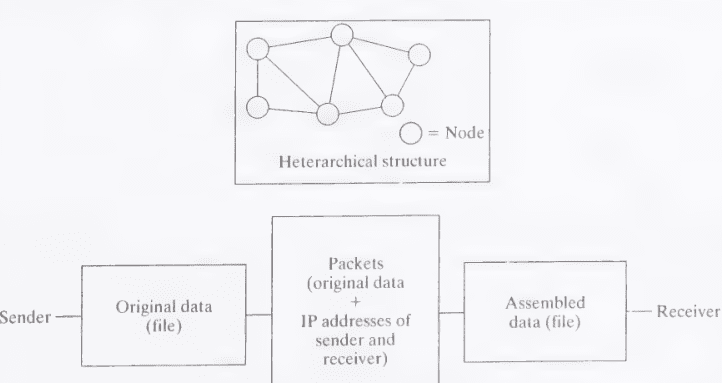 = Node
Heterarchical structure
Packets
(original data
+
IP addresses of
sender and
receiver)
Sender
Original data
(file)
Assembled
data (file)
Receiver